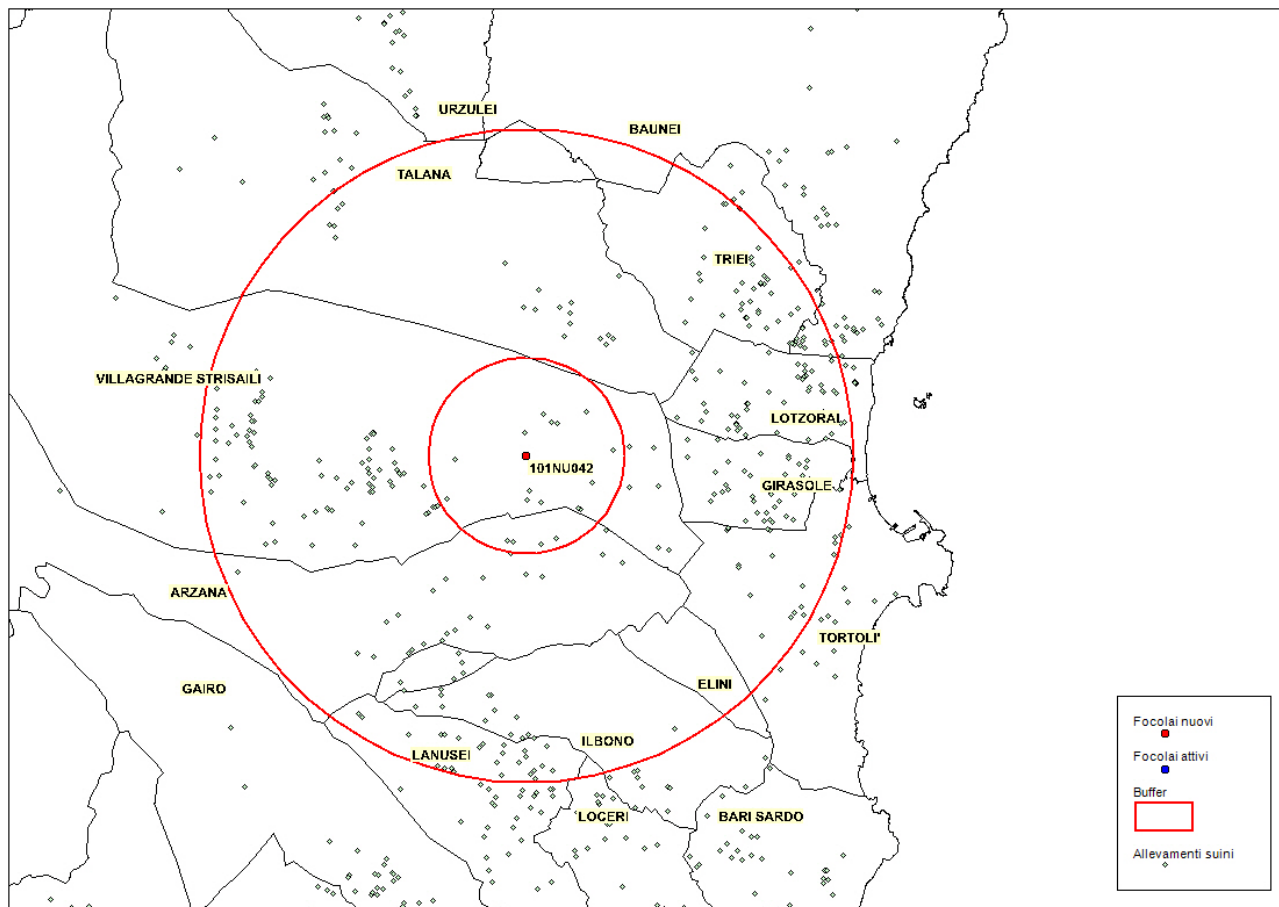 URZULEI
BAUNEI
TALANA
TRIEI
VILLAGRANDE STRISAILI
LOTZORAI
101NU042
GIRASOLE
ARZANA
TORTOLI'
GAIRO
ELINI
ILBONO
LANUSEI
LOCERI
BARI SARDO
Focolai nuovi
Focolai attivi
Buffer
Allevamenti suini